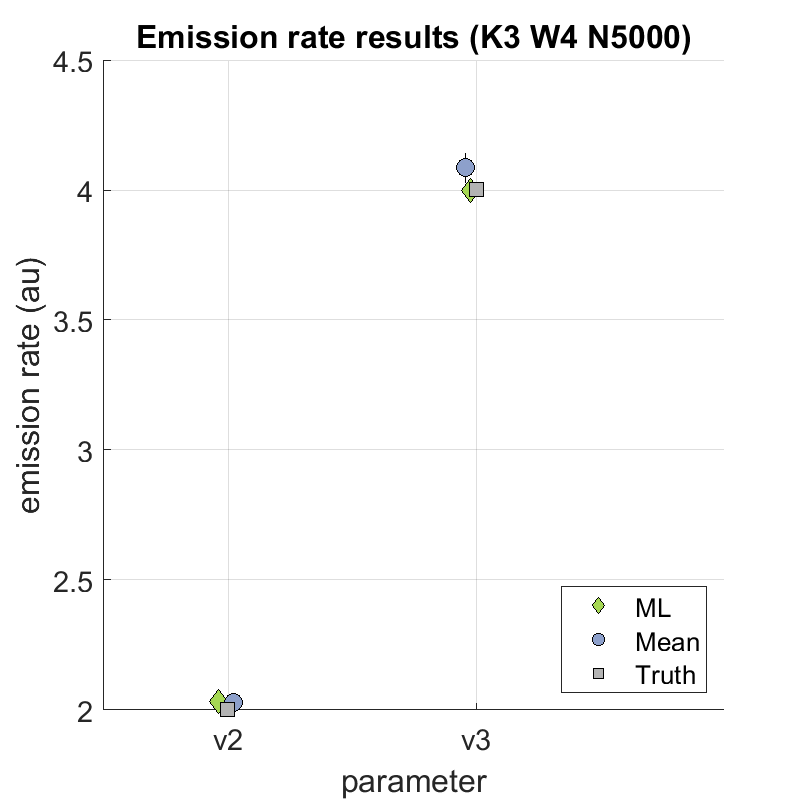 Emission rate results (K3 W4 N5000)
4.5
4
3.5
3
2.5
2
emission rate (au)
v2
v3
parameter
ML
Mean
Truth